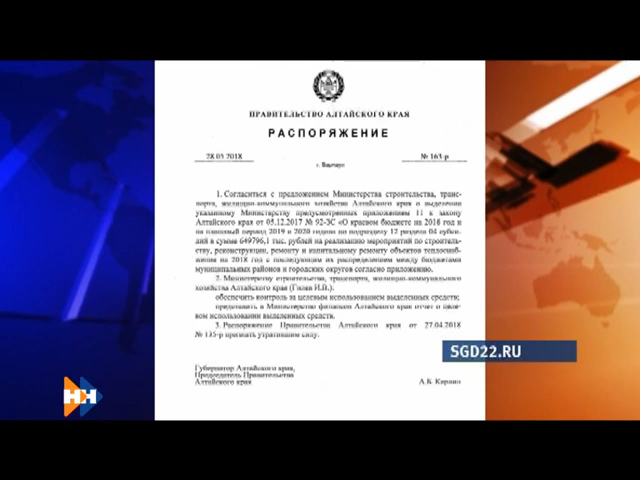 ПРАВИТЕЛЬСТВО АЛТАЙСКОГО КРАЯ
РАСПОРЯЖЕНИЕ
28.05.2018 № 163-р
г. Барнаул
1. Согласиться с предложением Министерства строительства, транс-
порта, жилищно-коммунального хозяйства Алтайского края о выделении
указанному Министерству предусмотренных приложением 11 к закону
Алтайского края от 05.12.2017 № 92-ЗС «О краевом бюджете на 2018 год и
на плановый период 2019 и 2020 годов» по подразделу 12 раздела 04 субси-
дий в сумме 649796,1 тыс. рублей на реализацию мероприятий по строитель-
ству, реконструкции, ремонту и капитальному ремонту объектов теплоснаб-
жения на 2018 год с последующим их распределением между бюджетами
муниципальных районов и городских округов согласно приложению.
2. Министерству строительства, транспорта, жилищно-коммунального
хозяйства Алтайского края (Гилев И.В.):
обеспечить контроль за целевым использованием выделенных средств;
представить в Министерство финансов Алтайского края отчет о целе-
вом использовании выделенных средств.
3. Распоряжение Правительства Алтайского края от 27.04.2018
№ 135-р признать утратившим силу.
SGD22.RU
Губернатор Алтайского края,
Председатель Правительства
Алтайского края А.Б. Карлин
НН